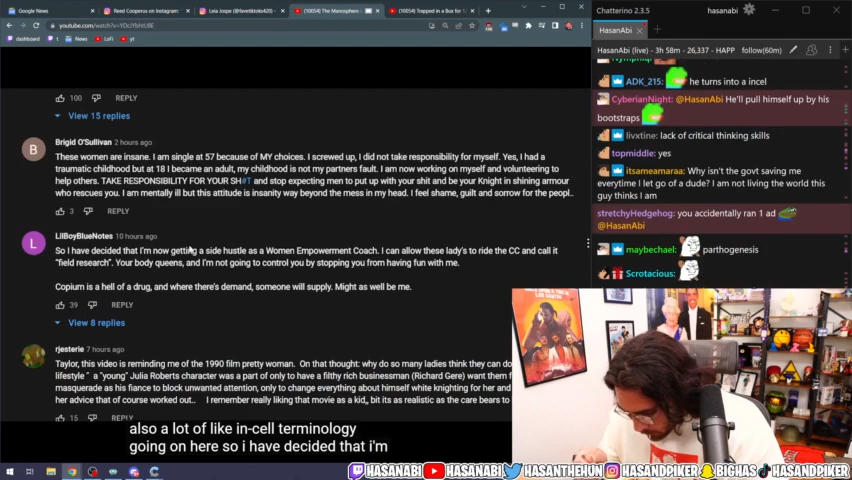 Google News
Reed Cooperus on Instagram
Leia Jospe (@favetiktoks420)
(10054) The Manosphere i
(10054) Trapped in a Box for 1
Chatterino 2.3.5
hasanabi
youtube.com/watch?v=
dashboard
News
LoFi
yt
HasanAbi
HasanAbi (live) - 3h 58m - 26,337 - HAPP
follow(60m)
100
REPLY
View 15 replies
B
Brigid O'Sullivan 2 hours ago
These women are insane. I am single at 57 because of MY choices. I screwed up, I did not take responsibility for myself. Yes, I had a
traumatic childhood but at 18 I became an adult, my childhood is not my partners fault. I am now working on myself and volunteering to
help others. TAKE RESPONSIBILITY FOR YOUR SH#T and stop expecting men to put up with your shit and be your Knight in shining armour
who rescues you. I am mentally ill but this attitude is insanity way beyond the mess in my head. I feel shame, guilt and sorrow for the peopl..
3
REPLY
L
LilBoyBlueNotes 10 hours ago
So I have decided that I'm now getting a side hustle as a Women Empowerment Coach. I can allow these lady's to ride the CC and call it
"field research". Your body queens, and I'm not going to control you by stopping you from having fun with me.
Copium is a hell of a drug, and where there's demand, someone will supply. Might as well be me.
39
REPLY
View 8 replies
rjesterie 7 hours ago
Taylor, this video is reminding me of the 1990 film pretty woman. On that thought: why do so many ladies think they can do
lifestyle " a "young" Julia Roberts character was a part of only to have a filthy rich businessman (Richard Gere) want them f
masquerade as his fiance to block unwanted attention, only to change everything about himself white knighting for her and
her advice that of course worked out.. I remember really liking that movie as a kid,, bit its as realistic as the care bears to
15
REPLY
also a lot of like in-cell terminology
going on here so i have decided that i'm
ADK_215: he turns into a incel
CyberianNight: @HasanAbi He'll pull himself up by his
bootstraps
livxtine: lack of critical thinking skills
topmiddle: yes
itsameamaraa: Why isn't the govt saving me
everytime I let go of a dude? I am not living the world this
guy thinks I am
stretchyHedgehog: you accidentally ran 1 ad
@HasanAbi
maybechael: parthogenesis
Scrotacious:
HASANABI
HASANABI
HASANTHEHUN
HASANDPIKER
BIGHAS
HASANDPIKER